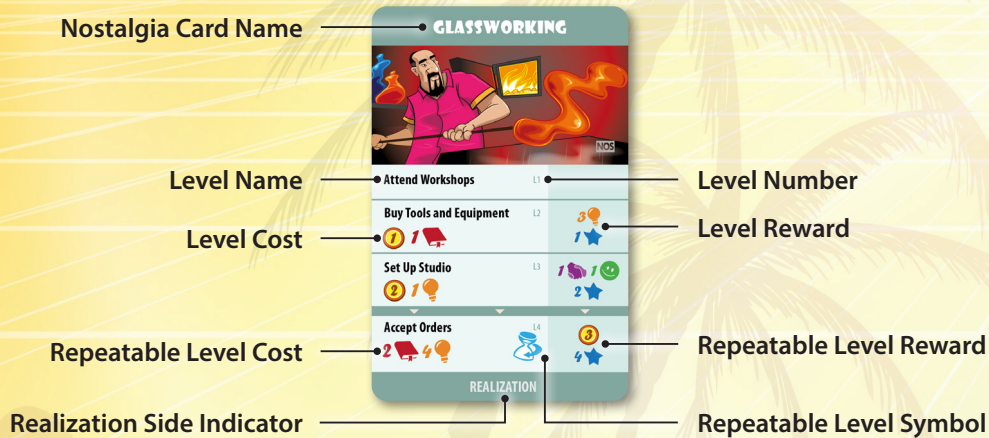 Nostalgia Card Name
GLASSWORKING
NOS
Level Name
Attend Workshops L1
Level Number
Buy Tools and Equipment L2
3
1
Level Reward
Level Cost
1 1
Set Up Studio L3
1 1
2 1
2
Accept Orders L4
3
Repeatable Level Cost
2 4
4
Repeatable Level Reward
REALIZATION
Realization Side Indicator
Repeatable Level Symbol